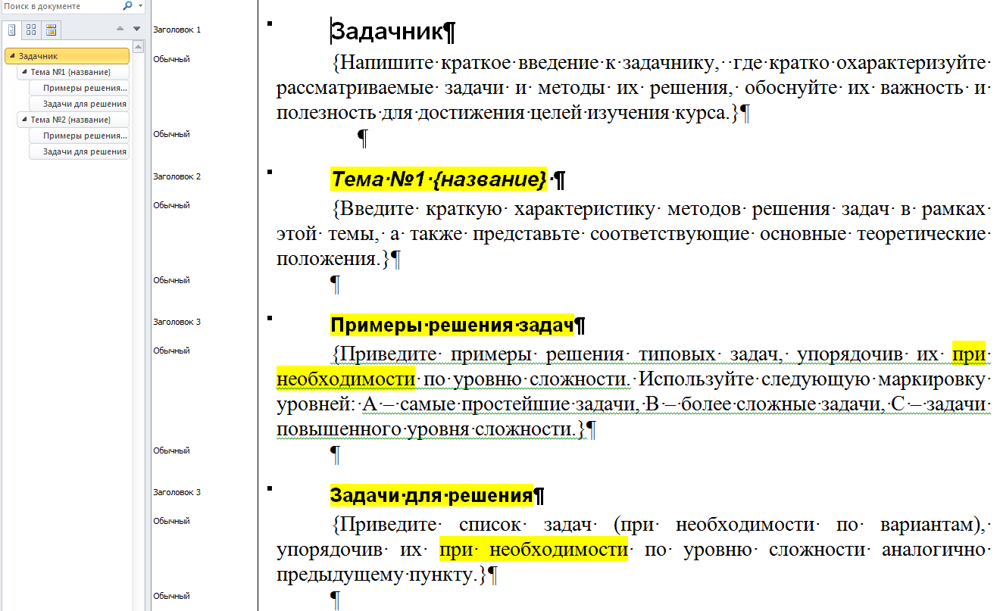 Поиск в документе
Задачник
Тема №1 {название}
Примеры решения...
Задачи для решения
Тема №2 {название}
Примеры решения...
Задачи для решения
Заголовок 1
Обычный
Обычный
Заголовок 2
Обычный
Обычный
Заголовок 3
Обычный
Обычный
Заголовок 3
Обычный
Обычный
Задачник¶
{Напишите· краткое· введение· к· задачнику,· ·где· кратко· охарактеризуйте·
рассматриваемые· задачи· и· методы· их· решения,· обоснуйте· их· важность· и·
полезность·для·достижения·целей·изучения·курса.}¶
¶
Тема·№1·{название}·¶
{Введите· краткую· характеристику· методов· решения· задач· в· рамках·
этой· темы,· а· также· представьте· соответствующие· основные· теоретические·
положения.}¶
¶
Примеры·решения·задач¶
{Приведите· примеры· решения· типовых· задач,· упорядочив· их· при·
необходимости· по· уровню· сложности.· Используйте· следующую· маркировку·
уровней:·А·–·самые·простейшие·задачи,·В·–·более·сложные·задачи,·С·–·задачи·
повышенного·уровня·сложности.}¶
¶
Задачи·для·решения¶
{Приведите· список· задач· (при· необходимости· по· вариантам),·
упорядочив· их· при· необходимости· по· уровню· сложности· аналогично·
предыдущему·пункту.}¶
¶